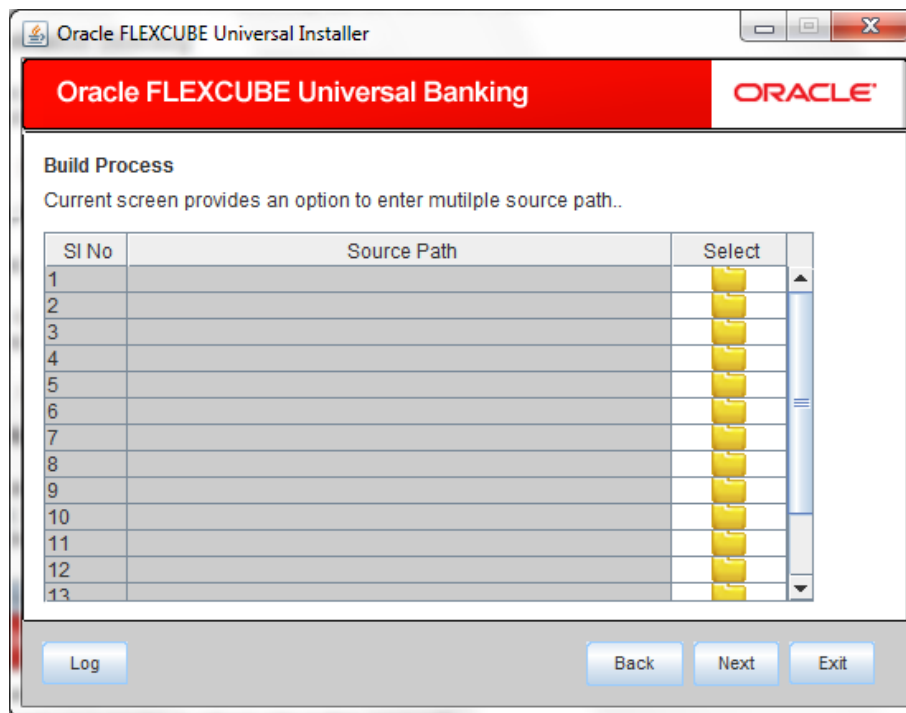 Oracle FLEXCUBE Universal Installer
Oracle FLEXCUBE Universal Banking
ORACLE
Build Process
Current screen provides an option to enter mutilple source path..
SI No Source Path Select
1
2
3
4
5
6
7
8
9
10
11
12
13
Log Back Next Exit